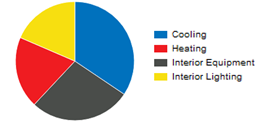 Cooling
Heating
Interior Equipment
Interior Lighting